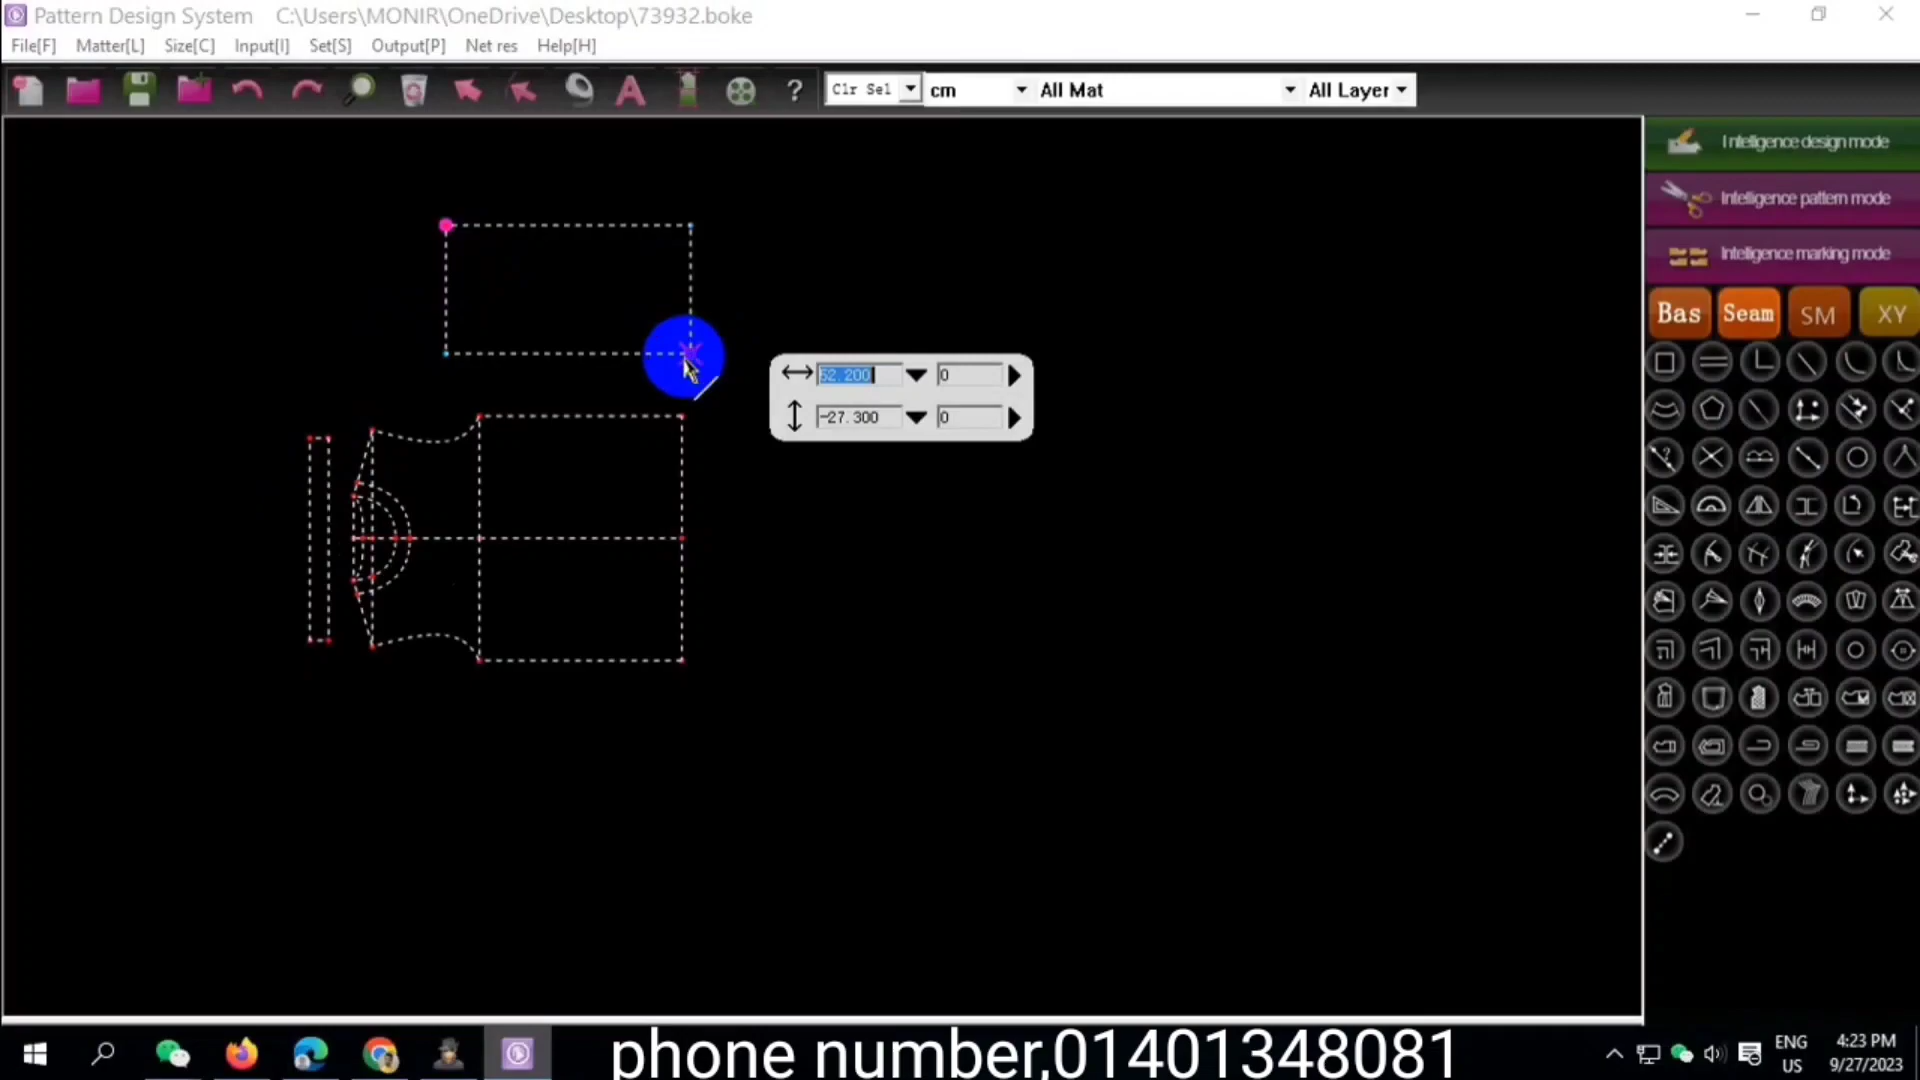 Pattern Design System C:\Users\MONIR\OneDrive\Desktop\73932.boke
File[F] Matter[L] Size[C] Input[I] Set[S] Output[P] Net res Help[H]
Clr Sel cm All Mat All Layer
Intelligence design mode
Intelligence pattern mode
Intelligence marking mode
Bas Seam SM XY
52.200 0
-27.300 0
phone number,01401348081
ENG
US
4:23 PM
9/27/2023